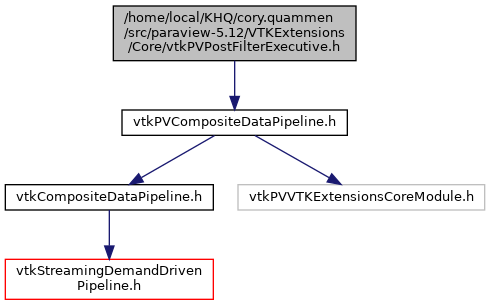 /home/local/KHQ/cory.quammen
/src/paraview-5.12/VTKExtensions
/Core/vtkPVPostFilterExecutive.h
vtkPVCompositeDataPipeline.h
vtkCompositeDataPipeline.h
vtkPVVTKExtensionsCoreModule.h
vtkStreamingDemandDriven
Pipeline.h